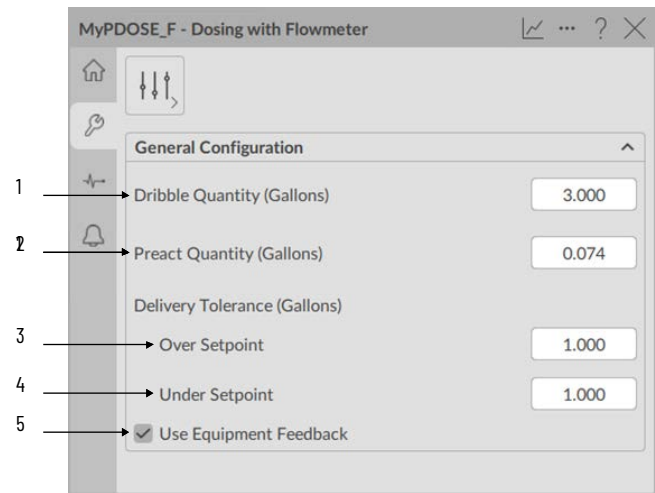 MyPDOSE_F - Dosing with Flowmeter
General Configuration
1 Dribble Quantity (Gallons) 3.000
2 Preact Quantity (Gallons) 0.074
Delivery Tolerance (Gallons)
3 Over Setpoint 1.000
4 Under Setpoint 1.000
5 Use Equipment Feedback